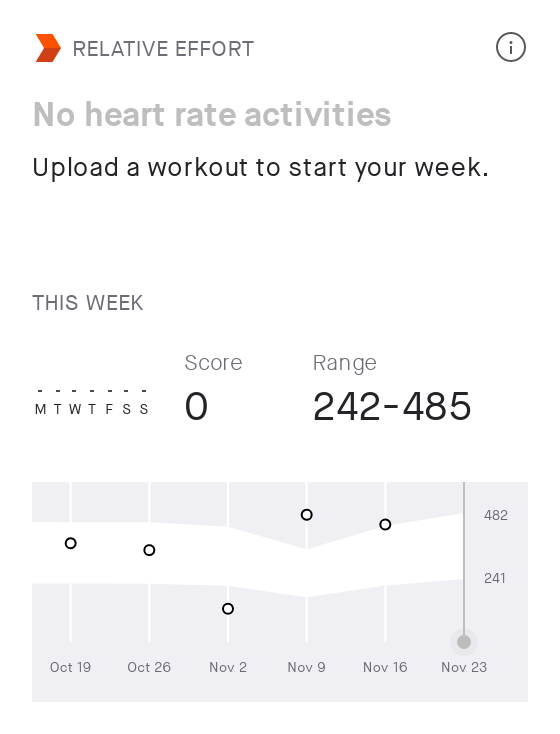 RELATIVE EFFORT
No heart rate activities
Upload a workout to start your week.
THIS WEEK
Score Range
0 242-485
- - - - - - -
M T W T F S S
482
241
Oct 19 Oct 26 Nov 2 Nov 9 Nov 16 Nov 23